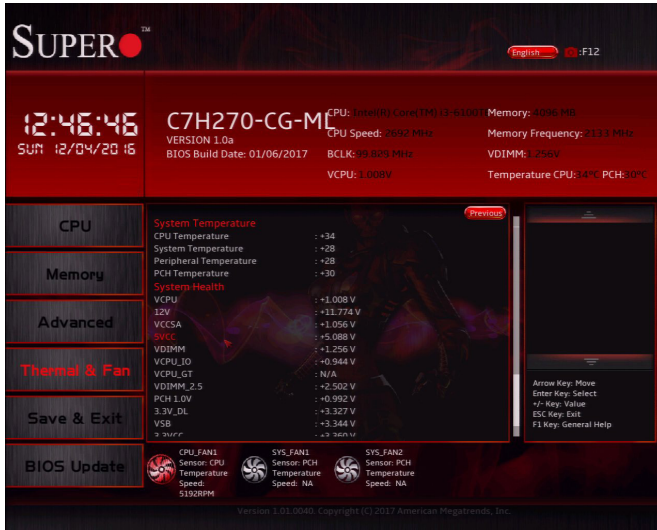 SUPER TM
English :F12
12:46:46
SUN 12/04/2016
C7H270-CG-ML
VERSION 1.0a
BIOS Build Date: 01/06/2017
CPU: Intel(R) Core(TM) i3-6100T
CPU Speed: 2692 MHz
BCLK: 99.829 MHz
VCPU: 1.008V
Memory: 4096 MB
Memory Frequency: 2133 MHz
VDIMM: 1.256V
Temperature CPU: 34°C PCH: 30°C
CPU
Memory
Advanced
Thermal & Fan
Save & Exit
BIOS Update
Previous
System Temperature
CPU Temperature : +34
System Temperature : +28
Peripheral Temperature : +28
PCH Temperature : +30
System Health
VCPU : +1.008 V
12V : +11.774 V
VCCSA : +1.056 V
5VCC : +5.088 V
VDIMM : +1.256 V
VCPU_IO : +0.944 V
VCPU_GT : N/A
VDIMM_2.5 : +2.502 V
PCH 1.0V : +0.992 V
3.3V_DL : +3.327 V
VSB : +3.344 V
3.3VCC : +3.360 V
Arrow Key: Move
Enter Key: Select
+/- Key: Value
ESC Key: Exit
F1 Key: General Help
CPU_FAN1
Sensor: CPU
Temperature
Speed:
5192RPM
SYS_FAN1
Sensor: PCH
Temperature
Speed: NA
SYS_FAN2
Sensor: PCH
Temperature
Speed: NA
Version 1.01.0040. Copyright (C) 2017 American Megatrends, Inc.